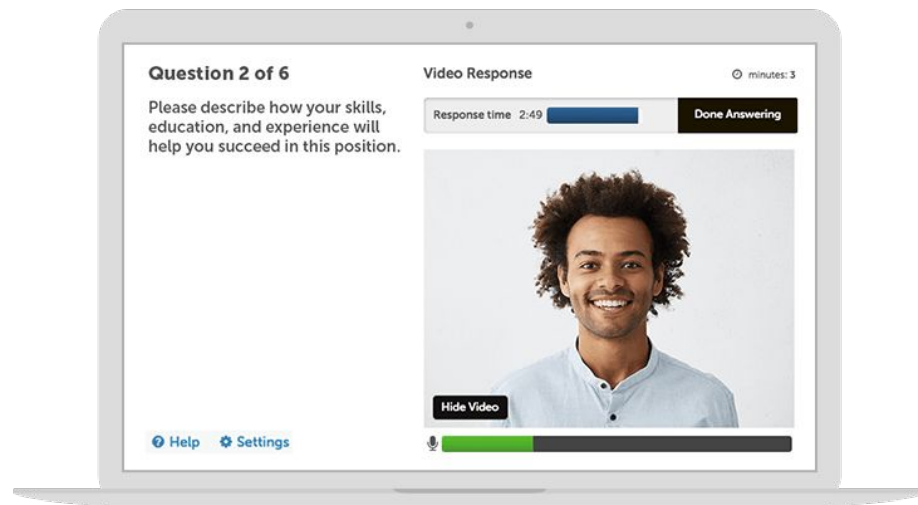 Question 2 of 6
Please describe how your skills,
education, and experience will
help you succeed in this position.
Video Response
minutes: 3
Response time 2:49
Done Answering
Hide Video
Help
Settings